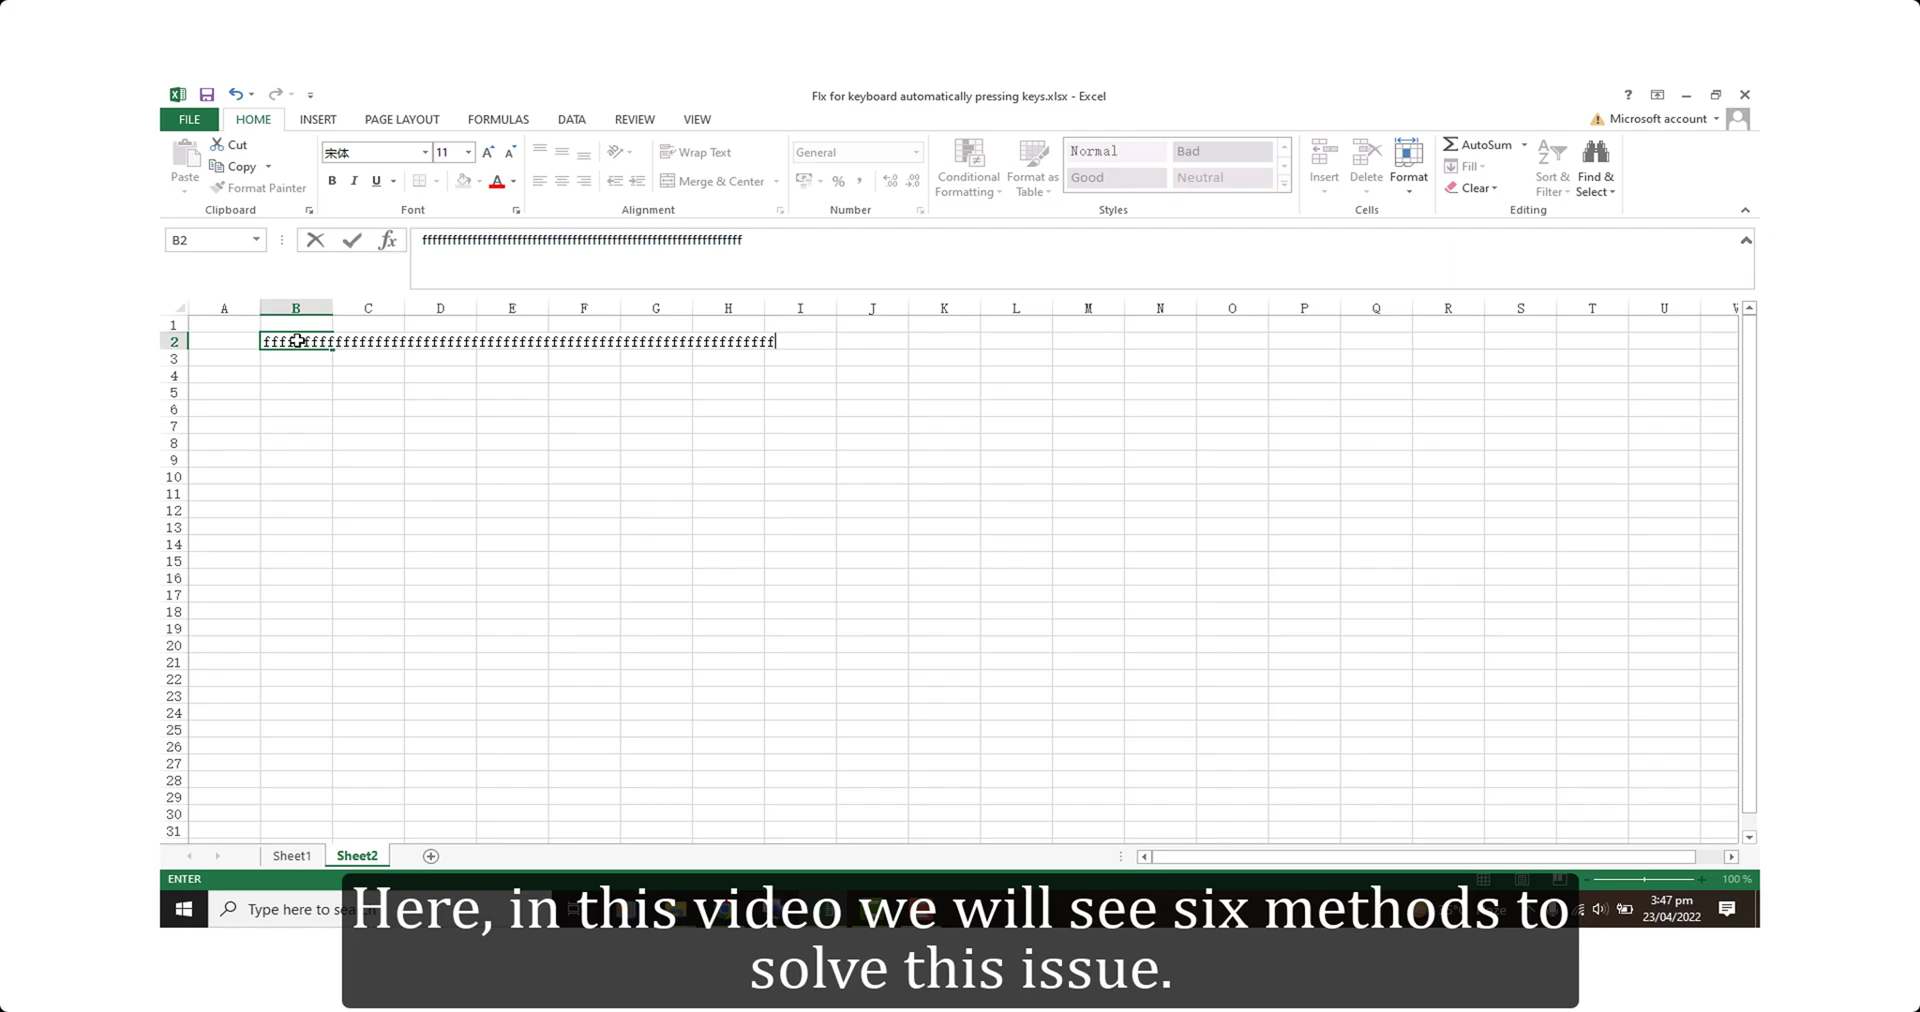 FIx for keyboard automatically pressing keys.xlsx - Excel
?
FILE HOME INSERT PAGE LAYOUT FORMULAS DATA REVIEW VIEW
Microsoft account
Paste
Cut
Copy
Format Painter
Clipboard
宋体 11
B I U
Font
Wrap Text
Merge & Center
Alignment
General
%
Number
Conditional Formatting
Format as Table
Normal Bad
Good Neutral
Styles
Insert Delete Format
Cells
AutoSum
Fill
Clear
Sort & Filter
Find & Select
Editing
B2
fx
A B C D E F G H I J K L M N O P Q R S T U
1
2
3
4
5
6
7
8
9
10
11
12
13
14
15
16
17
18
19
20
21
22
23
24
25
26
27
28
29
30
31
Sheet1 Sheet2
ENTER
100 %
Type here to
3:47 pm
23/04/2022
Here, in this video we will see six methods to
solve this issue.